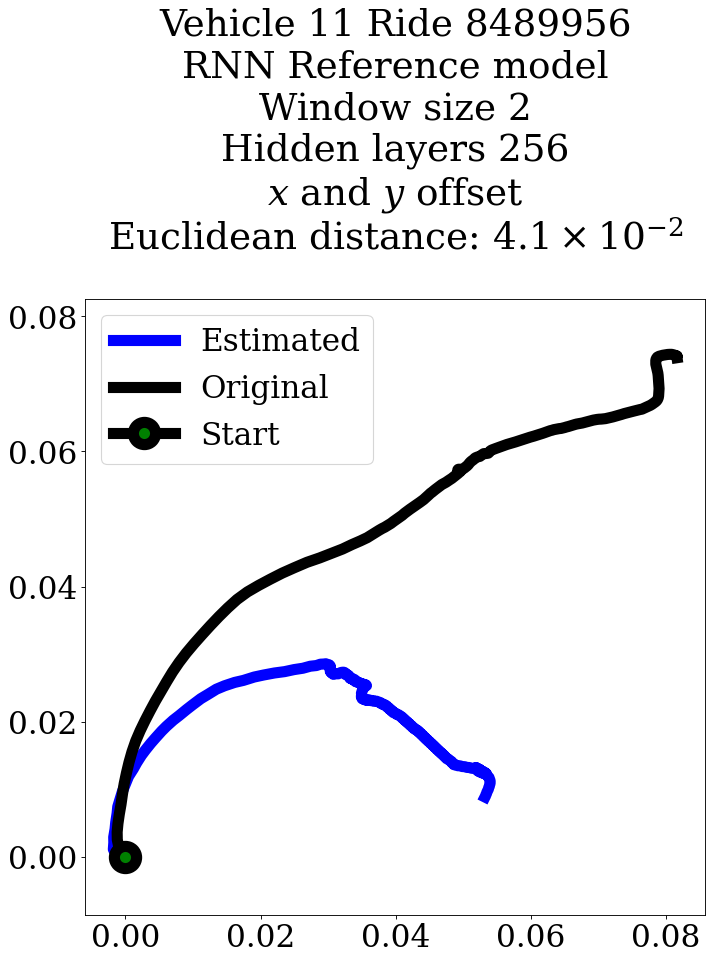 Vehicle 11 Ride 8489956
RNN Reference model
Window size 2
Hidden layers 256
x and y offset
Euclidean distance: 4.1 × 10⁻²
Estimated
Original
Start
0.08
0.06
0.04
0.02
0.00
0.00 0.02 0.04 0.06 0.08